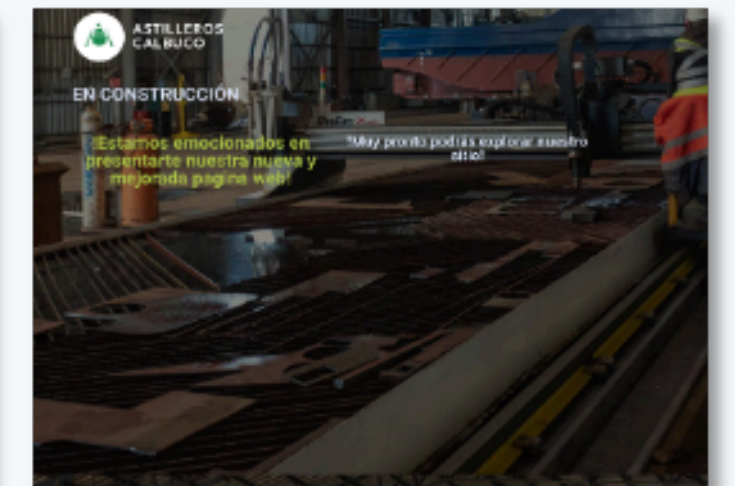 ASTILLEROS
CALBUCO
EN CONSTRUCCIÓN
¡Estamos emocionados en
presentarte nuestra nueva y
mejorada pagina web!
¡Muy pronto podrás explorar nuestro
sitio!